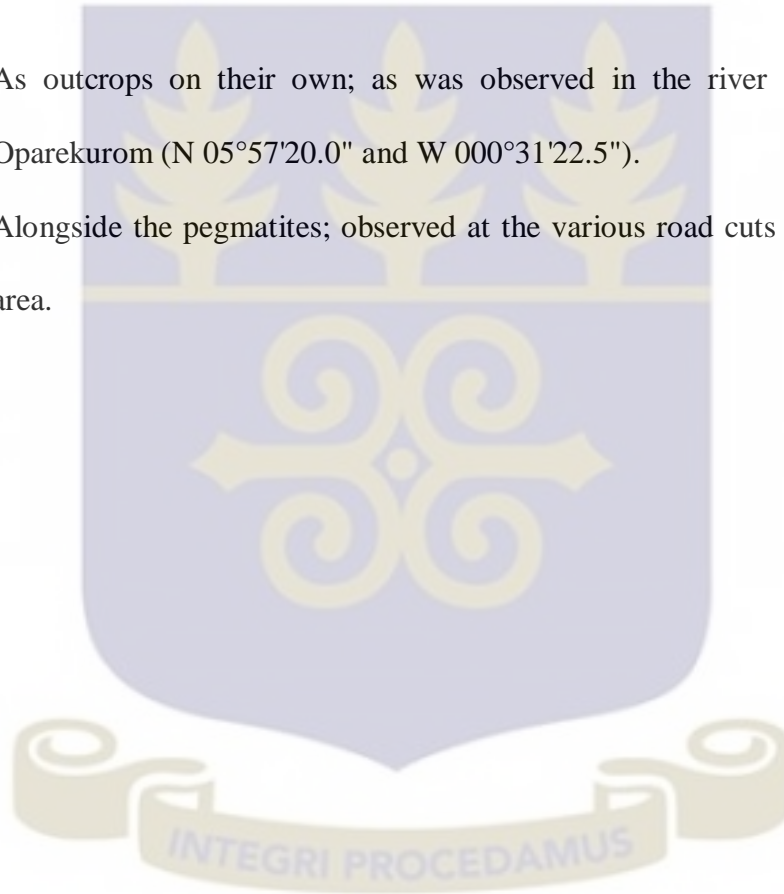 As outcrops on their own; as was observed in the river
Oparekurom (N 05°57'20.0" and W 000°31'22.5").
Alongside the pegmatites; observed at the various road cuts
area.
INTEGRI PROCEDAMUS